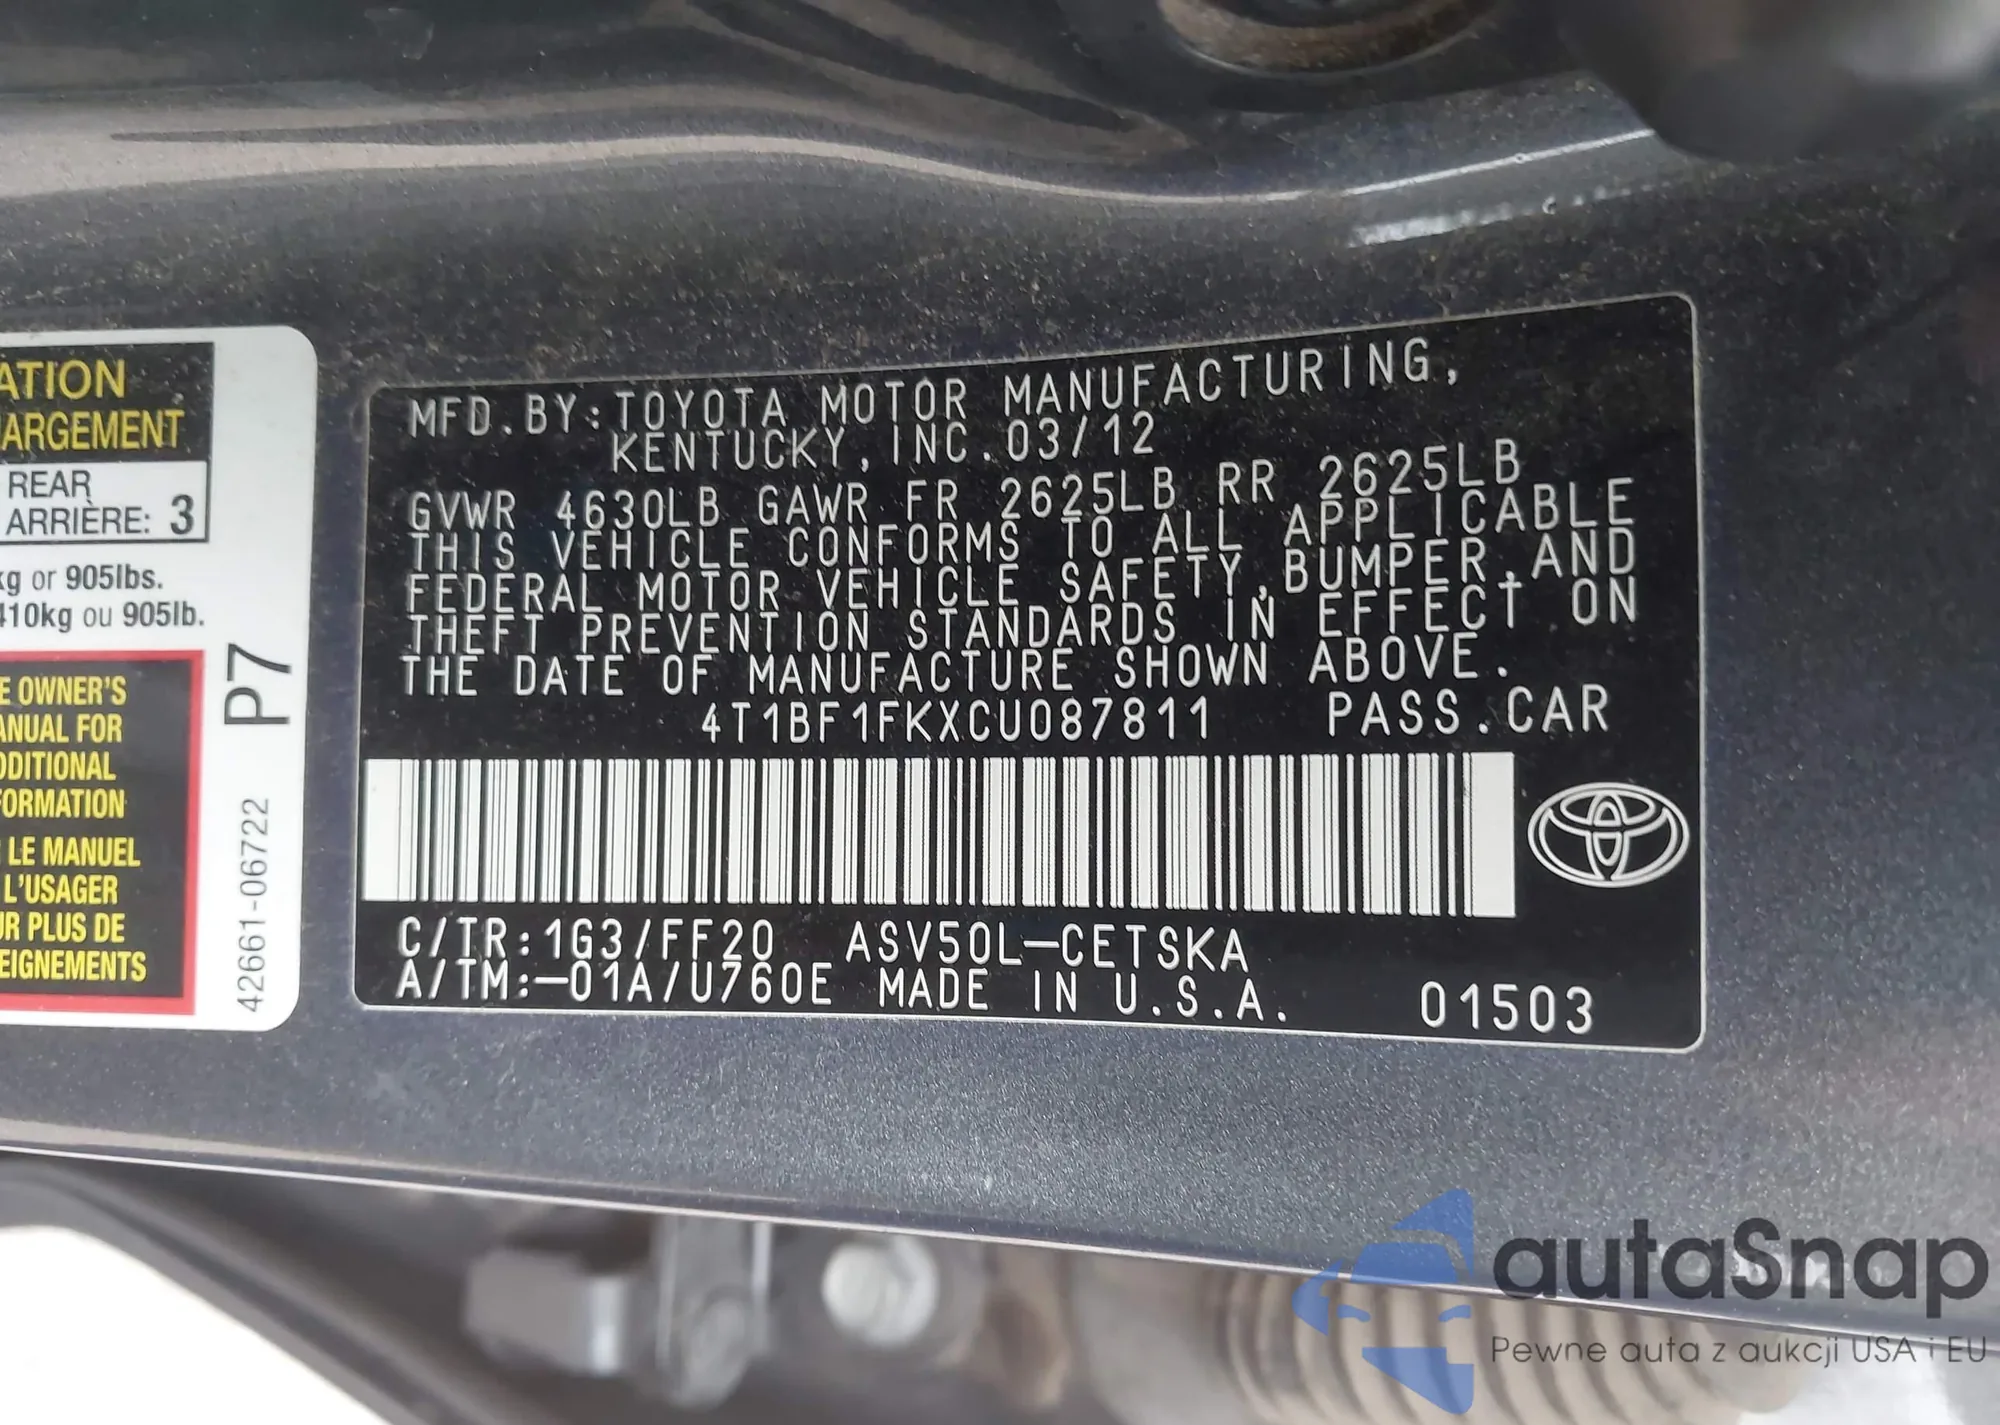 ATION
ARGEMENT
REAR
ARRIÈRE: 3
kg or 905lbs.
410kg ou 905lb.
E OWNER'S
ANUAL FOR
DDITIONAL
FORMATION
LE MANUEL
L'USAGER
UR PLUS DE
EIGNEMENTS
P7
42661-06722
MFD.BY:TOYOTA MOTOR MANUFACTURING,
KENTUCKY,INC.03/12
GVWR 4630LB GAWR FR 2625LB RR 2625LB
THIS VEHICLE CONFORMS TO ALL APPLICABLE
FEDERAL MOTOR VEHICLE SAFETY,BUMPER,AND
THEFT PREVENTION STANDARDS IN EFFECT ON
THE DATE OF MANUFACTURE SHOWN ABOVE.
4T1BF1FKXCU087811 PASS.CAR
C/TR:1G3/FF20 ASV50L-CETSKA
A/TM:-01A/U760E MADE IN U.S.A. 01503
autaSnap
Pewne auta z aukcji USA i EU